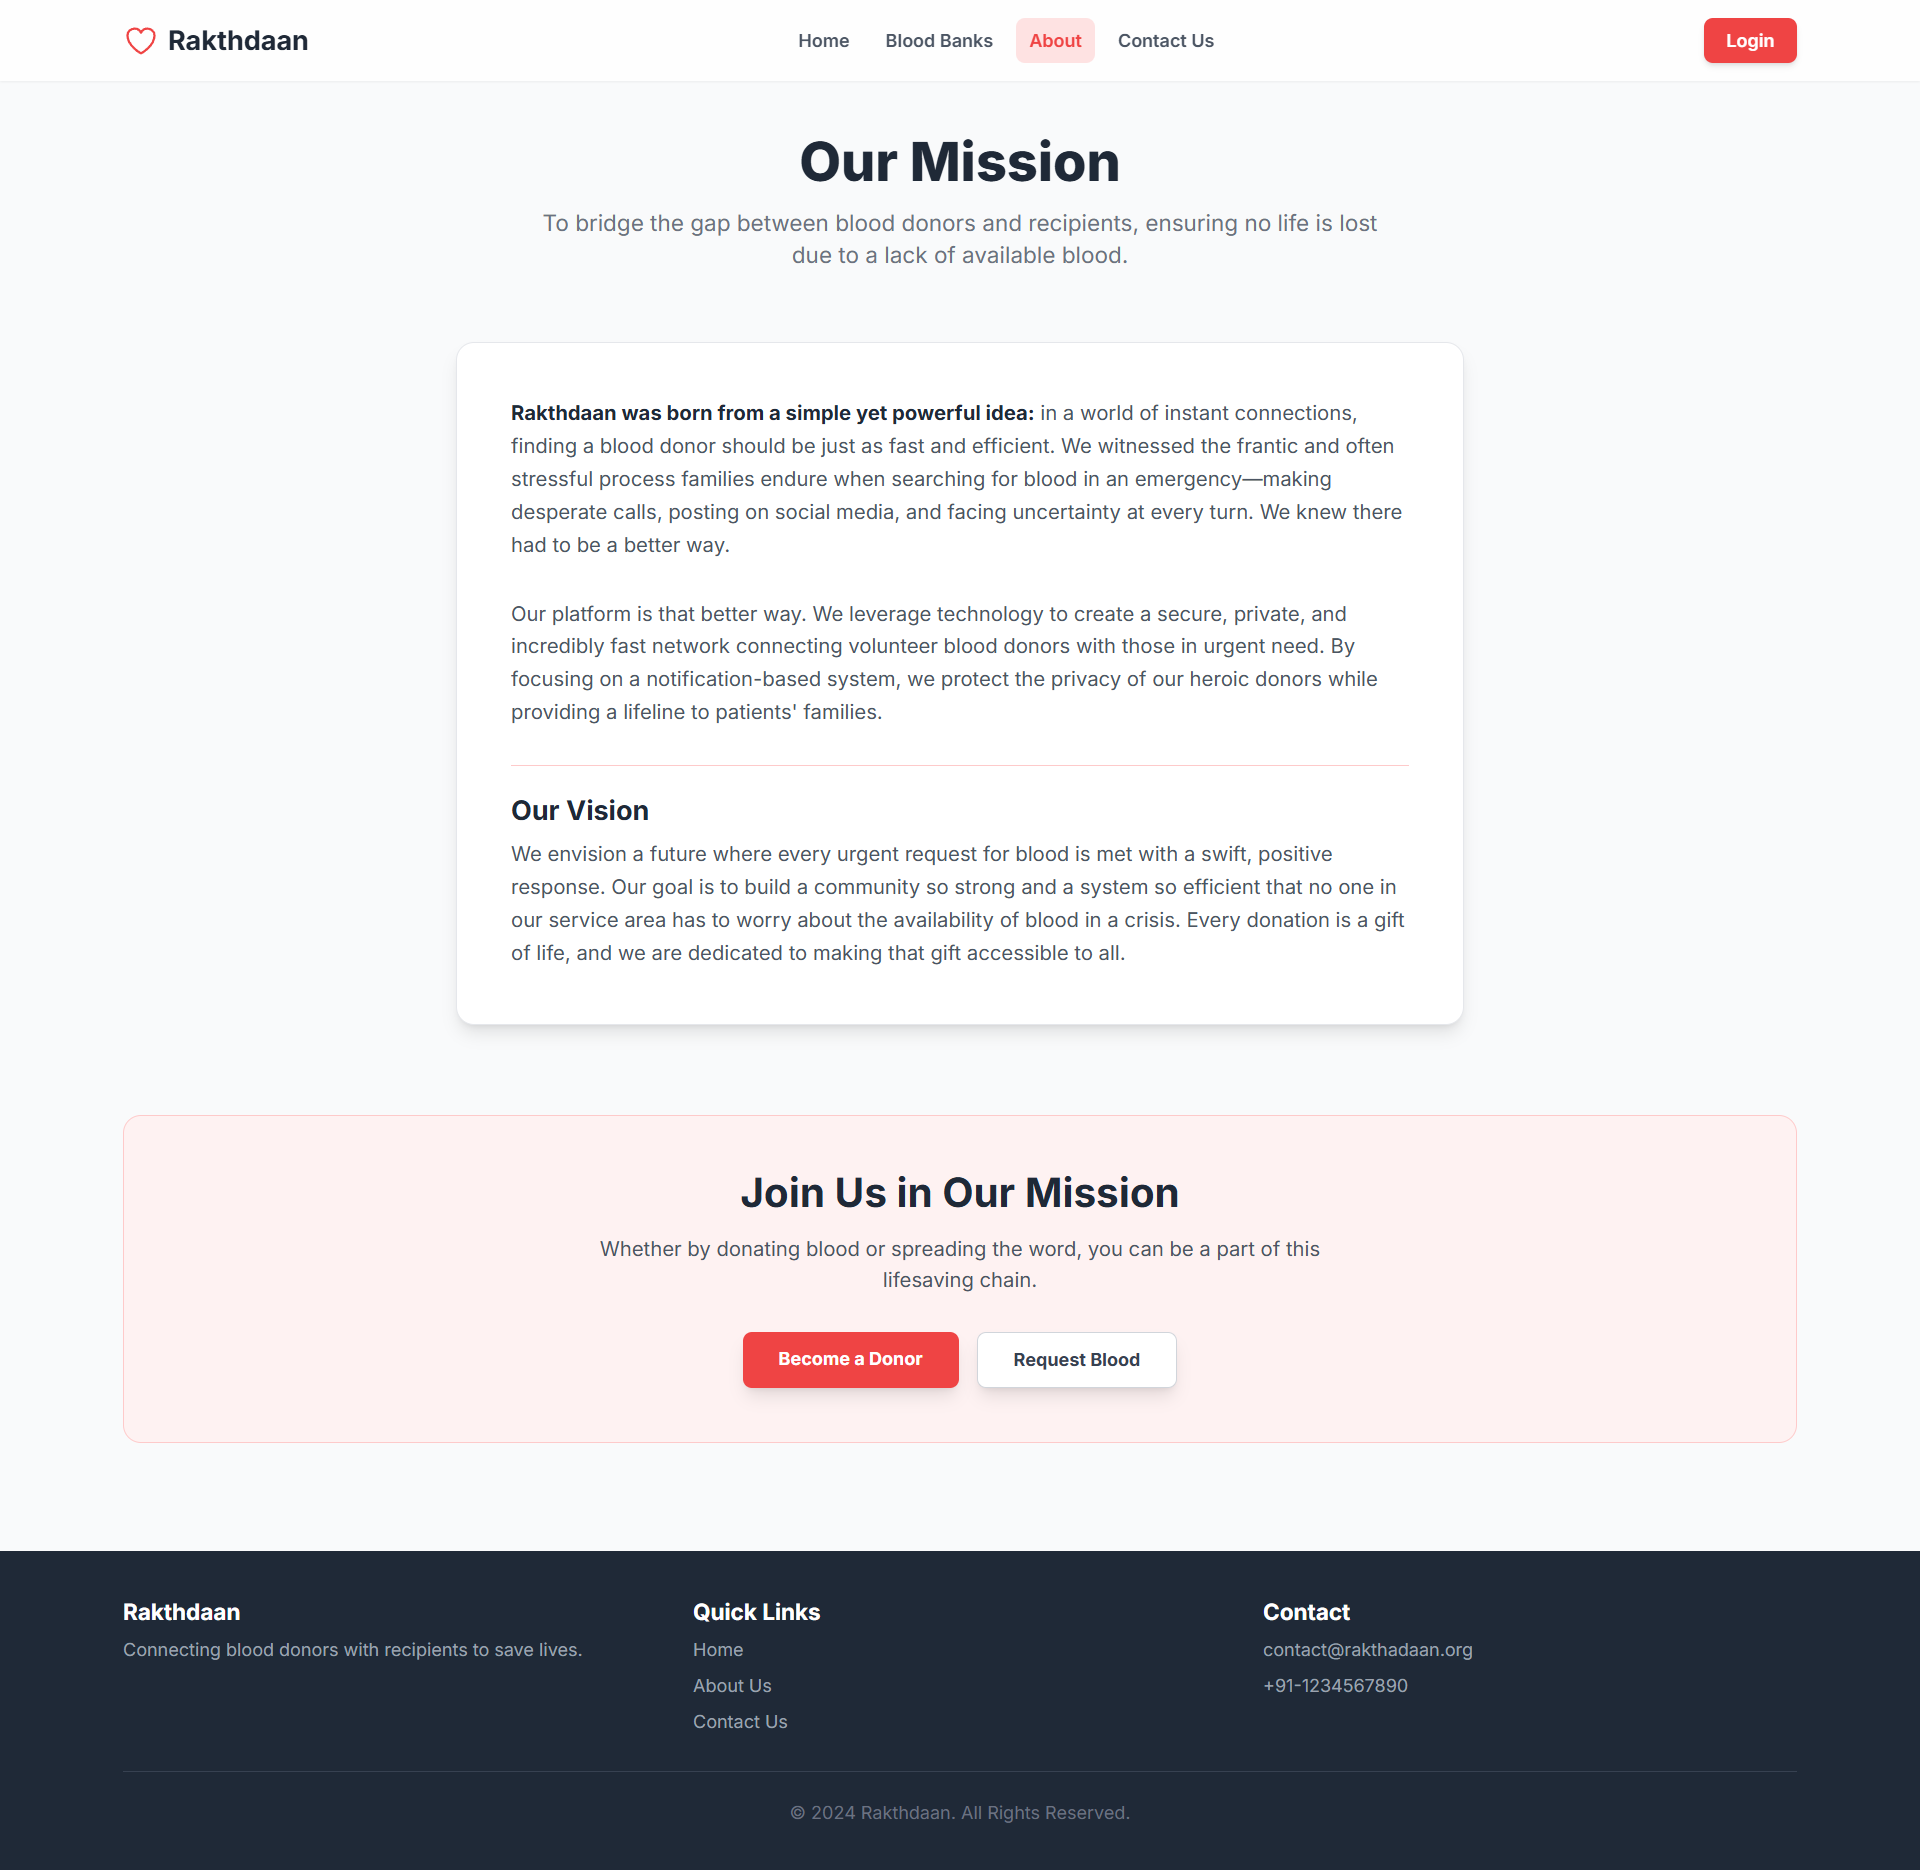 Rakthdaan
Home
Blood Banks
About
Contact Us
Login
Our Mission
To bridge the gap between blood donors and recipients, ensuring no life is lost
due to a lack of available blood.
Rakthdaan was born from a simple yet powerful idea: in a world of instant connections,
finding a blood donor should be just as fast and efficient. We witnessed the frantic and often
stressful process families endure when searching for blood in an emergency—making
desperate calls, posting on social media, and facing uncertainty at every turn. We knew there
had to be a better way.
Our platform is that better way. We leverage technology to create a secure, private, and
incredibly fast network connecting volunteer blood donors with those in urgent need. By
focusing on a notification-based system, we protect the privacy of our heroic donors while
providing a lifeline to patients' families.
Our Vision
We envision a future where every urgent request for blood is met with a swift, positive
response. Our goal is to build a community so strong and a system so efficient that no one in
our service area has to worry about the availability of blood in a crisis. Every donation is a gift
of life, and we are dedicated to making that gift accessible to all.
Join Us in Our Mission
Whether by donating blood or spreading the word, you can be a part of this
lifesaving chain.
Become a Donor
Request Blood
Rakthdaan
Connecting blood donors with recipients to save lives.
Quick Links
Home
About Us
Contact Us
Contact
contact@rakthadaan.org
+91-1234567890
© 2024 Rakthdaan. All Rights Reserved.